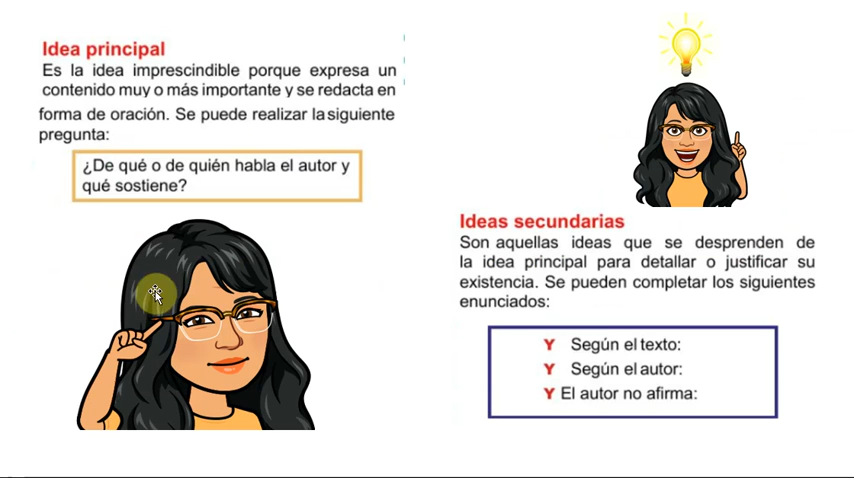 Idea principal
Es la idea imprescindible porque expresa un
contenido muy o más importante y se redacta en
forma de oración. Se puede realizar la siguiente
pregunta:
¿De qué o de quién habla el autor y
qué sostiene?
Ideas secundarias
Son aquellas ideas que se desprenden de
la idea principal para detallar o justificar su
existencia. Se pueden completar los siguientes
enunciados:
Y Según el texto:
Y Según el autor:
Y El autor no afirma: